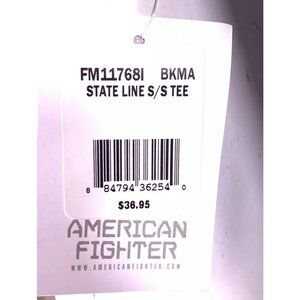 FM11768I BKMA
STATE LINE S/S TEE
8 84794 36254 0
$36.95
AMERICAN
FIGHTER
WWW.AMERICANFIGHTER.COM